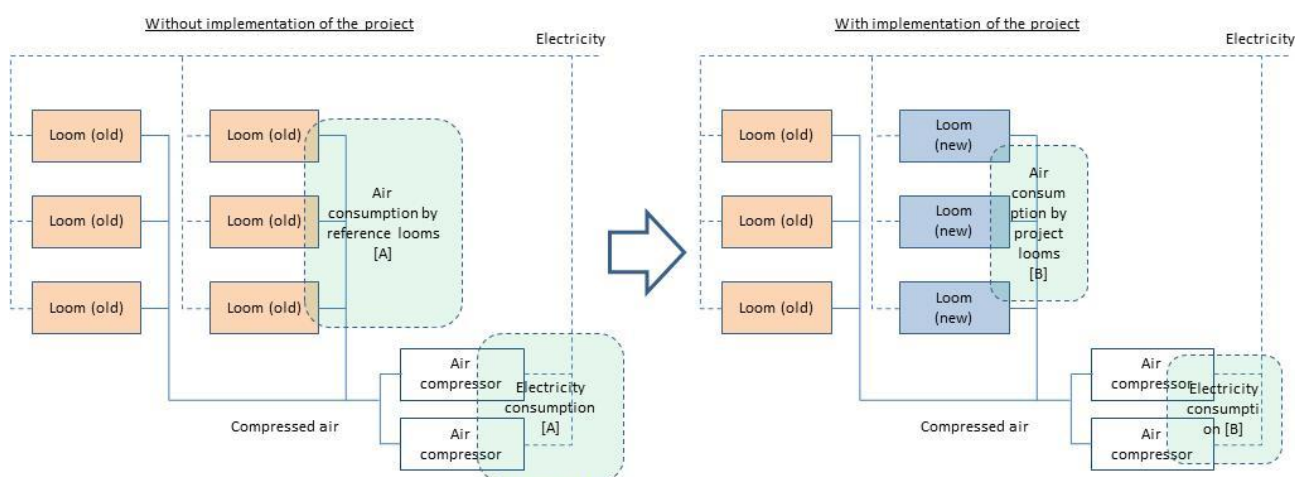 Without implementation of the project
Electricity
Loom (old)
Loom (old)
Loom (old)
Loom (old)
Loom (old)
Loom (old)
Air
consumption by
reference looms
[A]
Air
compressor
Air
compressor
Electricity
consumption
[A]
Compressed air
With implementation of the project
Electricity
Loom (old)
Loom
(new)
Loom (old)
Loom
(new)
Loom (old)
Loom
(new)
Air
consum
ption by
project
looms
[B]
Air
compressor
Air
compressor
Electricity
consumpti
on [B]
Compressed air